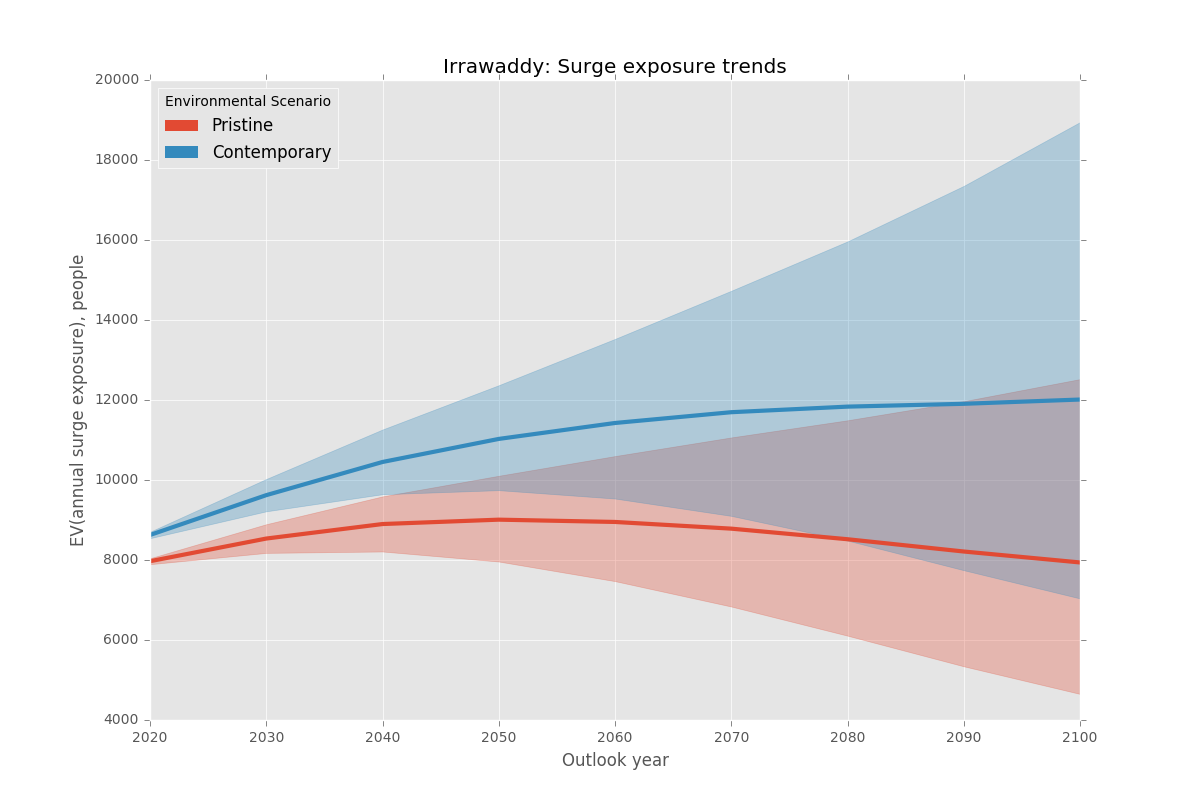 Irrawaddy: Surge exposure trends
20000
18000
16000
14000
12000
10000
8000
6000
4000
EV(annual surge exposure), people
Environmental Scenario
Pristine
Contemporary
2020 2030 2040 2050 2060 2070 2080 2090 2100
Outlook year